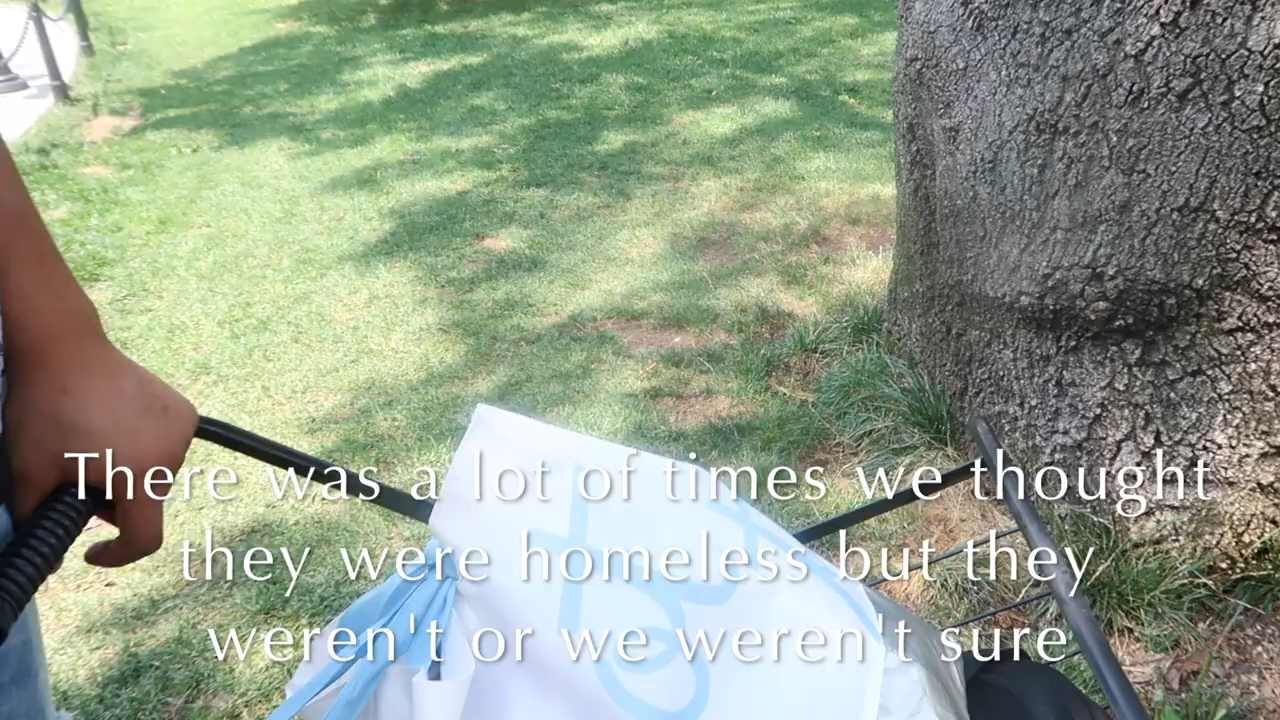 There was a lot of times we thought
they were homeless but they
weren't or we weren't sure